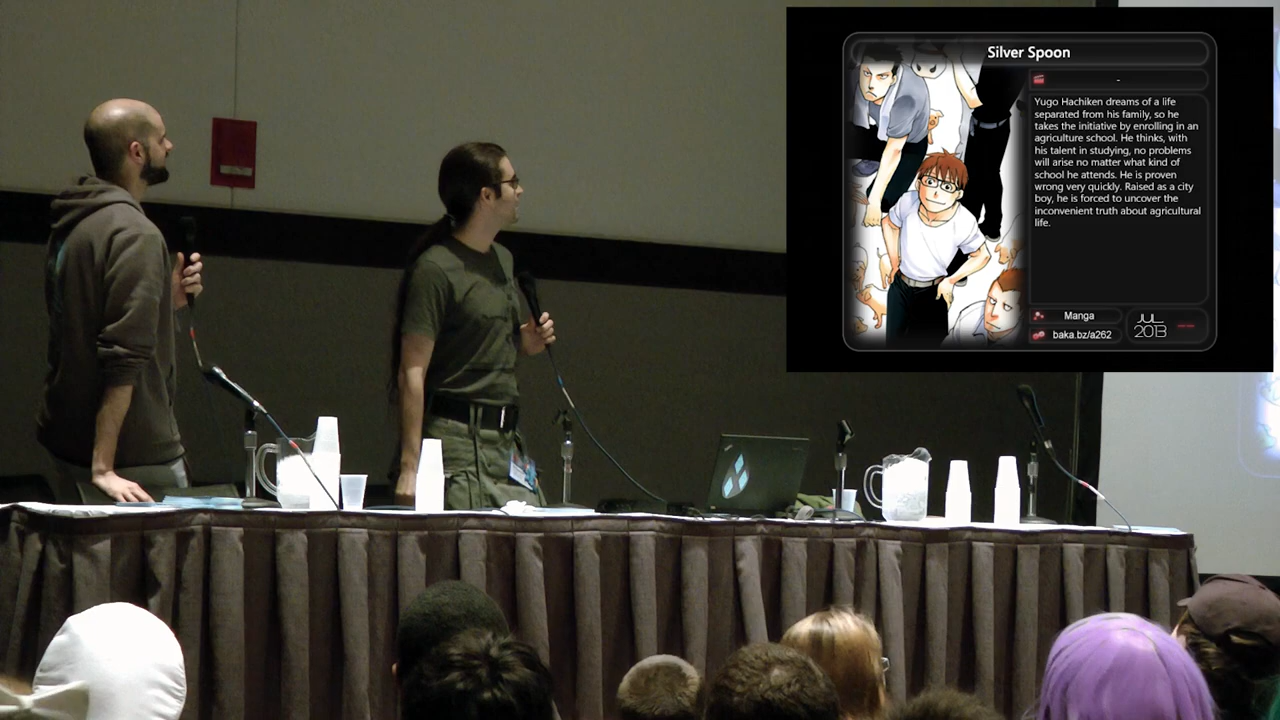 Silver Spoon
-
Yugo Hachiken dreams of a life
separated from his family, so he
takes the initiative by enrolling in an
agriculture school. He thinks, with
his talent in studying, no problems
will arise no matter what kind of
school he attends. He is proven
wrong very quickly. Raised as a city
boy, he is forced to uncover the
inconvenient truth about agricultural
life.
Manga
baka.bz/a262
JUL
2013